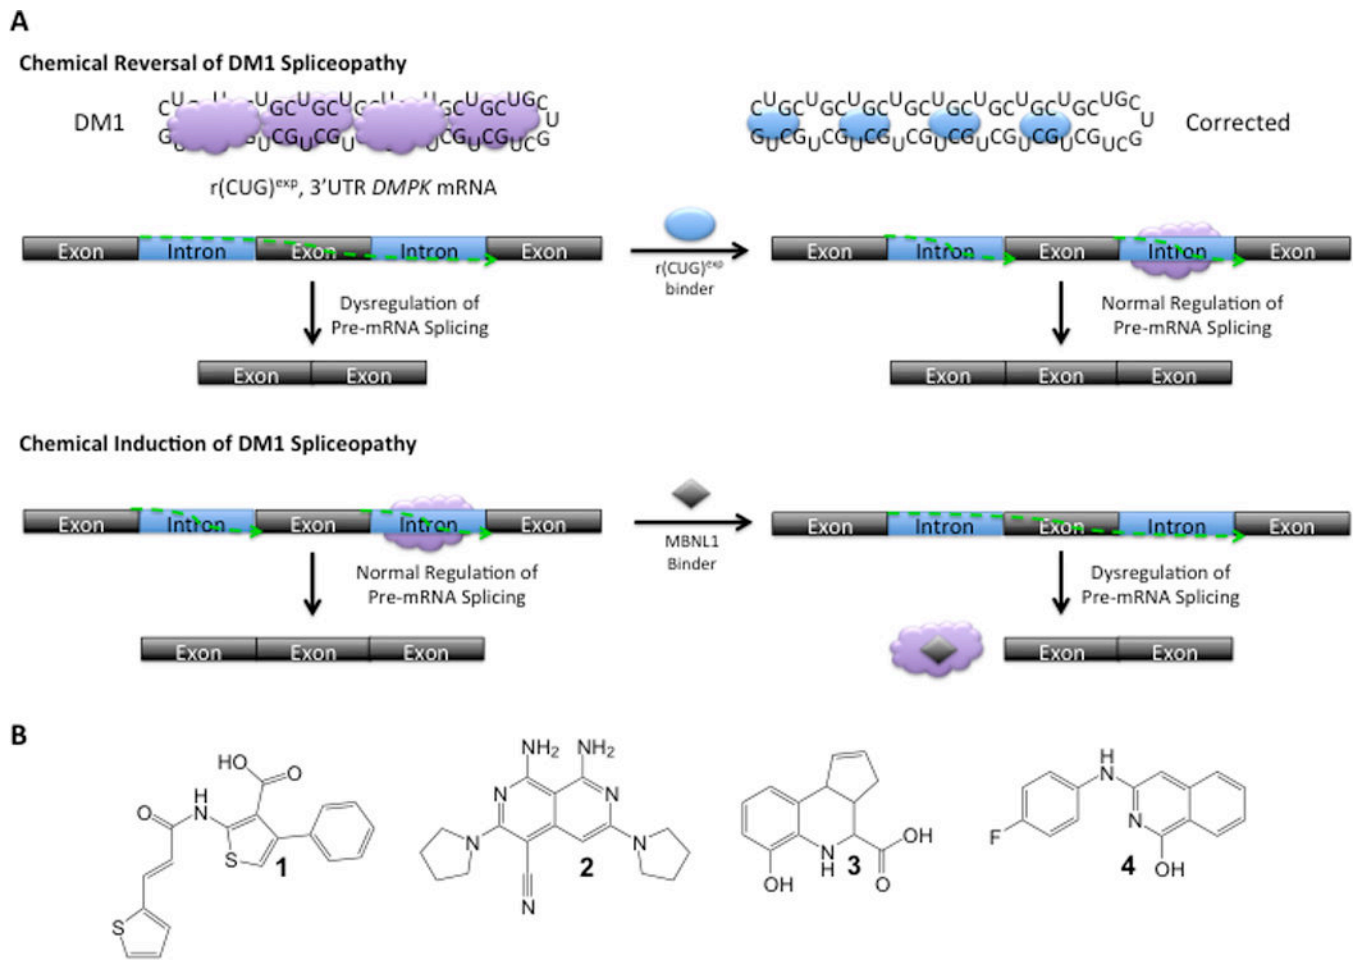 A
Chemical Reversal of DM1 Spliceopathy
DM1
Corrected
r(CUG)exp, 3'UTR DMPK mRNA
Exon Intron Exon Intron Exon
r(CUG)exp
binder
Exon Intron Exon Intron Exon
Dysregulation of
Pre-mRNA Splicing
Normal Regulation of
Pre-mRNA Splicing
Exon Exon
Exon Exon Exon
Chemical Induction of DM1 Spliceopathy
Exon Intron Exon Intron Exon
MBNL1
Binder
Exon Intron Exon Intron Exon
Normal Regulation of
Pre-mRNA Splicing
Dysregulation of
Pre-mRNA Splicing
Exon Exon Exon
Exon Exon
B
HO O
O H
N
S
S
1
NH2 NH2
N N
N N
N
2
OH
N
H
OH
O
3
H
N
F
N
OH
4